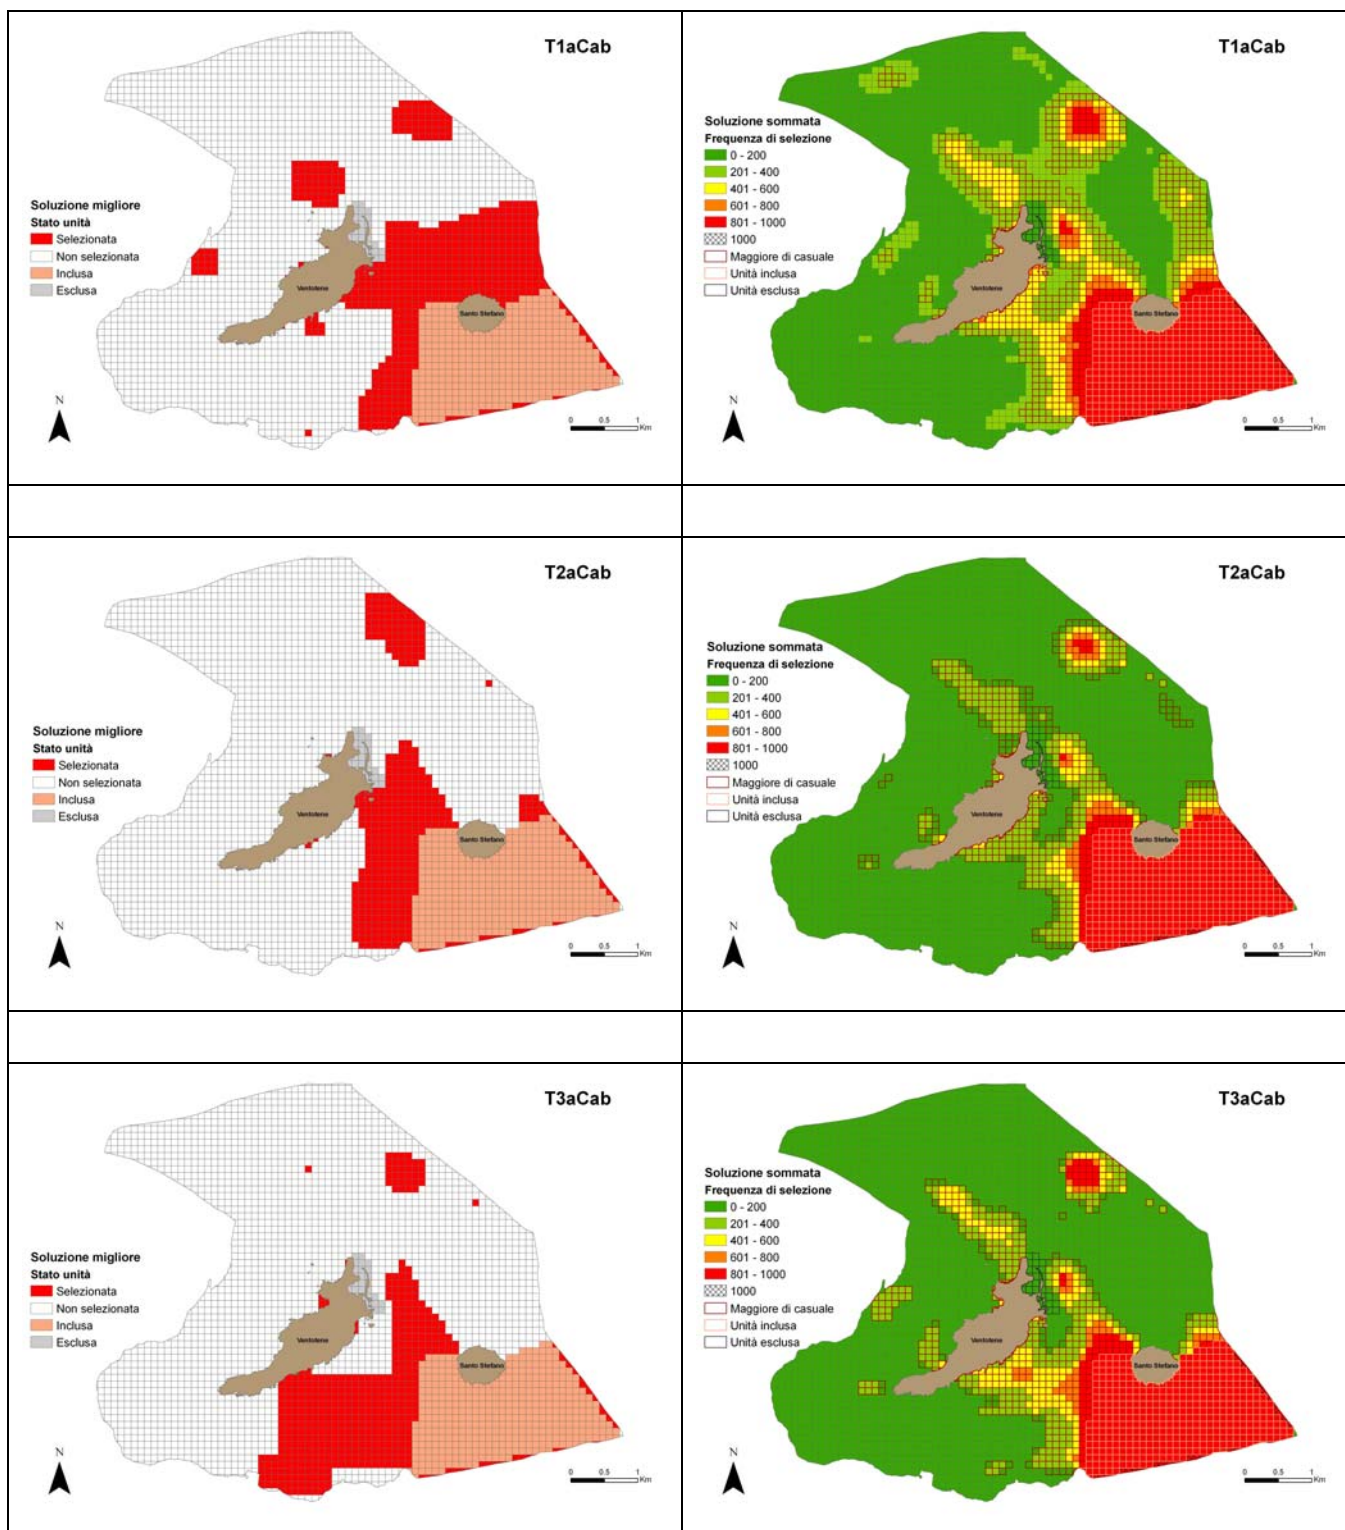 T1aCab
Soluzione migliore
Stato unità
Selezionata
Non selezionata
Inclusa
Esclusa
Ventotene
Santo Stefano
N
0 0.5 1
Km
T1aCab
Soluzione sommata
Frequenza di selezione
0 - 200
201 - 400
401 - 600
601 - 800
801 - 1000
1000
Maggiore di casuale
Unità inclusa
Unità esclusa
Ventotene
Santo Stefano
N
0 0.5 1
Km
T2aCab
Soluzione migliore
Stato unità
Selezionata
Non selezionata
Inclusa
Esclusa
Ventotene
Santo Stefano
N
0 0.5 1
Km
T2aCab
Soluzione sommata
Frequenza di selezione
0 - 200
201 - 400
401 - 600
601 - 800
801 - 1000
1000
Maggiore di casuale
Unità inclusa
Unità esclusa
Ventotene
Santo Stefano
N
0 0.5 1
Km
T3aCab
Soluzione migliore
Stato unità
Selezionata
Non selezionata
Inclusa
Esclusa
Ventotene
Santo Stefano
N
0 0.5 1
Km
T3aCab
Soluzione sommata
Frequenza di selezione
0 - 200
201 - 400
401 - 600
601 - 800
801 - 1000
1000
Maggiore di casuale
Unità inclusa
Unità esclusa
Ventotene
Santo Stefano
N
0 0.5 1
Km